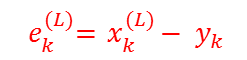 e_k^{(L)} = x_k^{(L)} - y_k